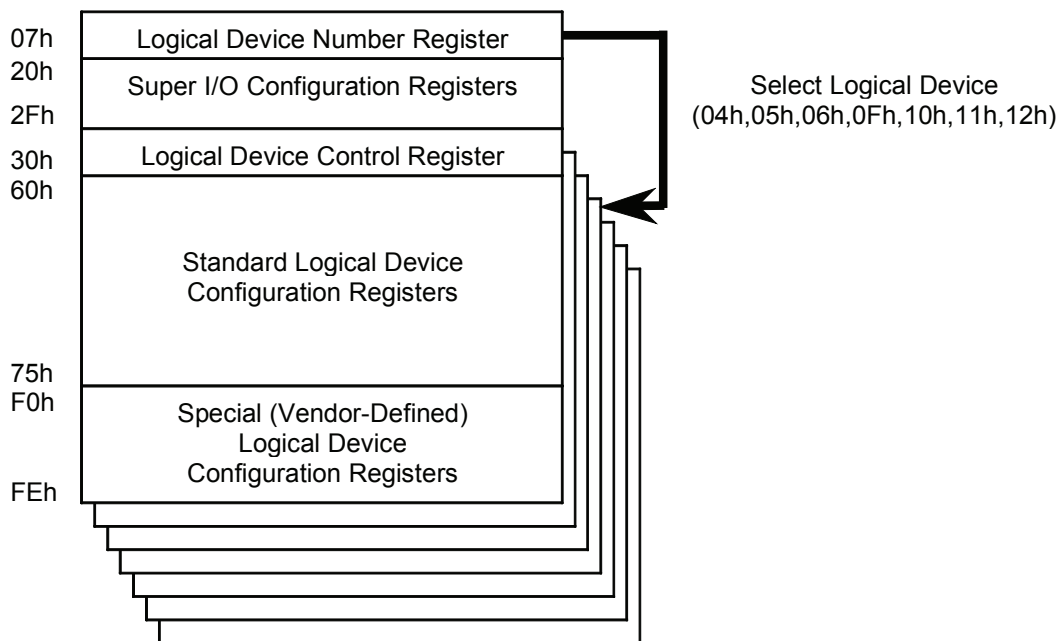 07h
Logical Device Number Register
20h
Super I/O Configuration Registers
2Fh
30h
Logical Device Control Register
60h
Standard Logical Device
Configuration Registers
75h
F0h
Special (Vendor-Defined)
Logical Device
Configuration Registers
FEh
Select Logical Device
(04h,05h,06h,0Fh,10h,11h,12h)